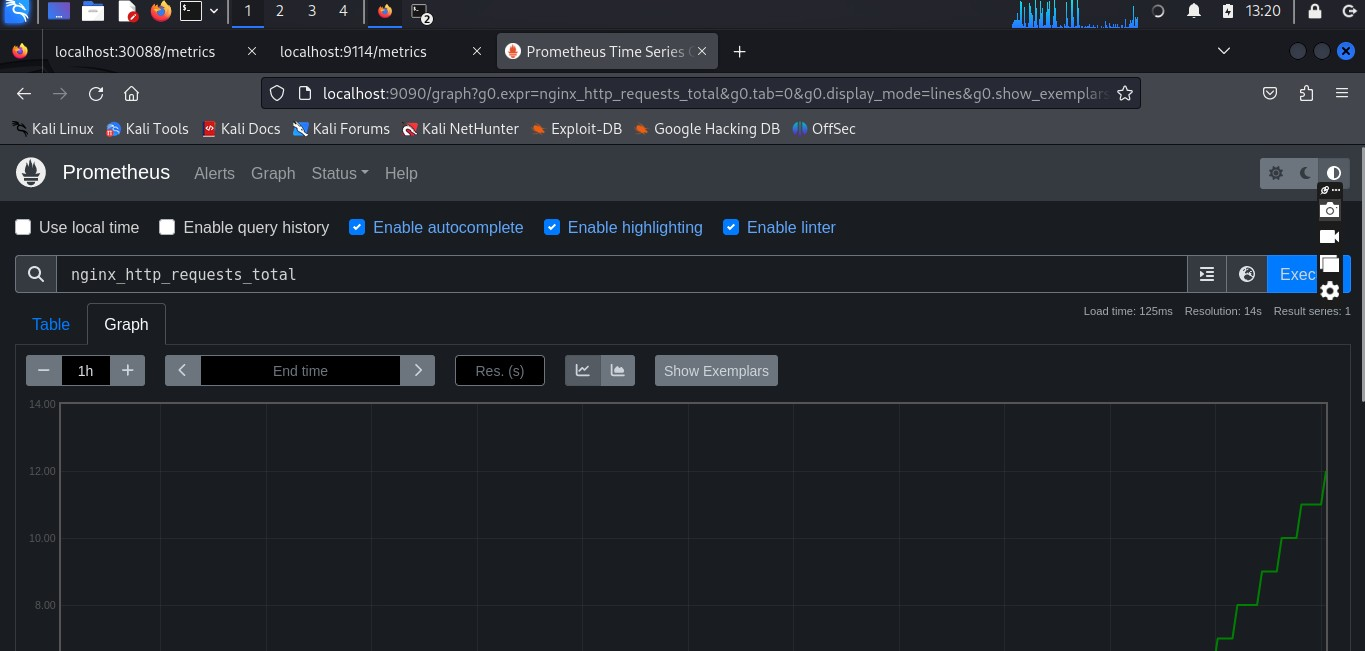 1 2 3 4 2 13:20
localhost:30088/metrics localhost:9114/metrics Prometheus Time Series
localhost:9090/graph?g0.expr=nginx_http_requests_total&g0.tab=0&g0.display_mode=lines&g0.show_exemplars
Kali Linux Kali Tools Kali Docs Kali Forums Kali NetHunter Exploit-DB Google Hacking DB OffSec
Prometheus Alerts Graph Status Help
Use local time Enable query history Enable autocomplete Enable highlighting Enable linter
nginx_http_requests_total Exec
Load time: 125ms Resolution: 14s Result series: 1
Table Graph
− 1h + End time Res. (s) Show Exemplars
14.00
12.00
10.00
8.00